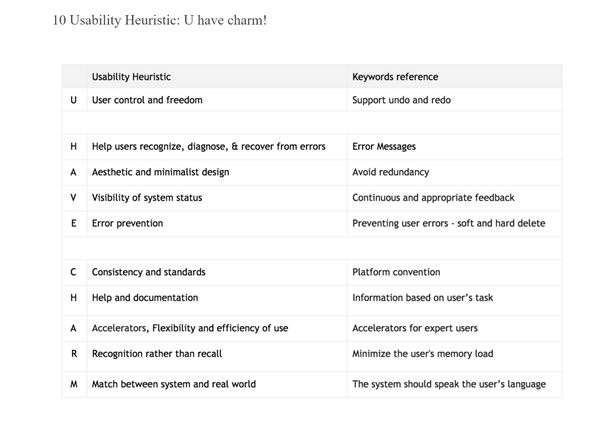 10 Usability Heuristic: U have charm!
Usability Heuristic Keywords reference
U User control and freedom Support undo and redo
H Help users recognize, diagnose, & recover from errors Error Messages
A Aesthetic and minimalist design Avoid redundancy
V Visibility of system status Continuous and appropriate feedback
E Error prevention Preventing user errors - soft and hard delete
C Consistency and standards Platform convention
H Help and documentation Information based on user's task
A Accelerators, Flexibility and efficiency of use Accelerators for expert users
R Recognition rather than recall Minimize the user's memory load
M Match between system and real world The system should speak the user's language